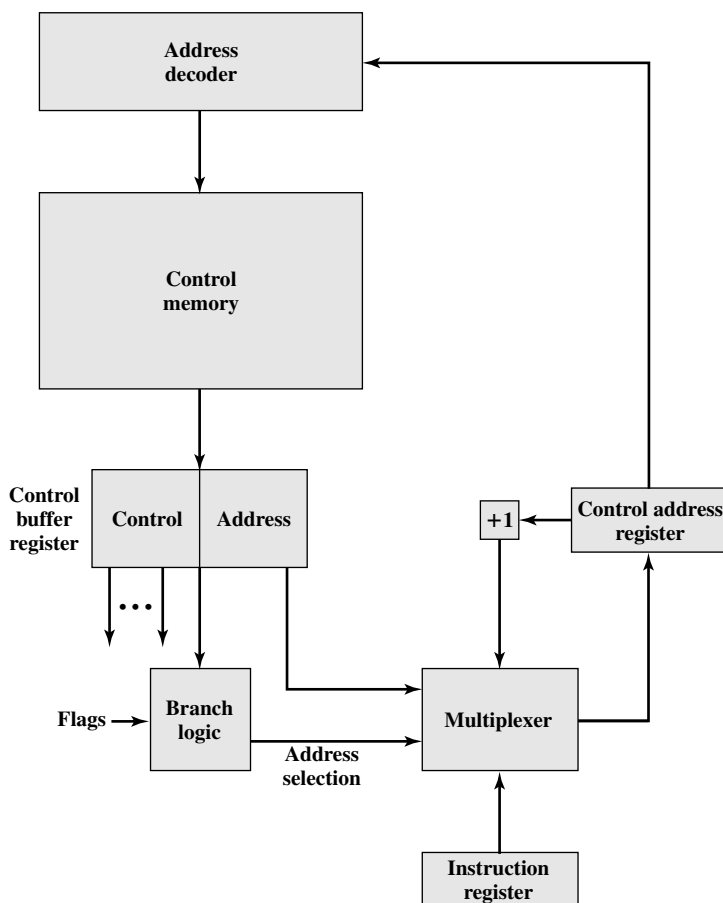 Address
decoder
Control
memory
Control
buffer
register
Control
Address
+1
Control address
register
Flags
Branch
logic
Address
selection
Multiplexer
Instruction
register